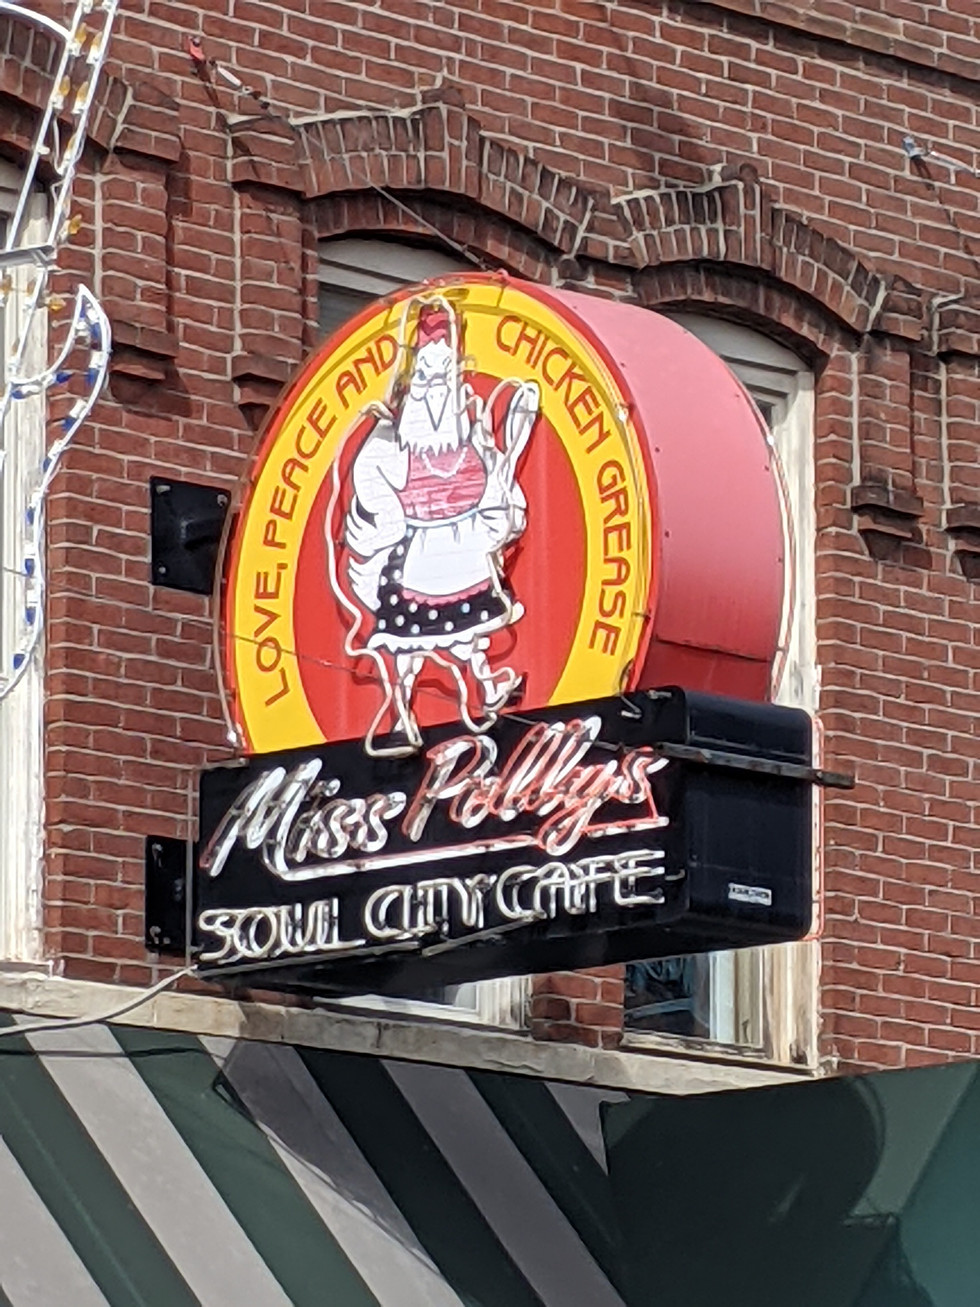 LOVE, PEACE AND CHICKEN GREASE
Miss Polly's
SOUL CITY CAFE